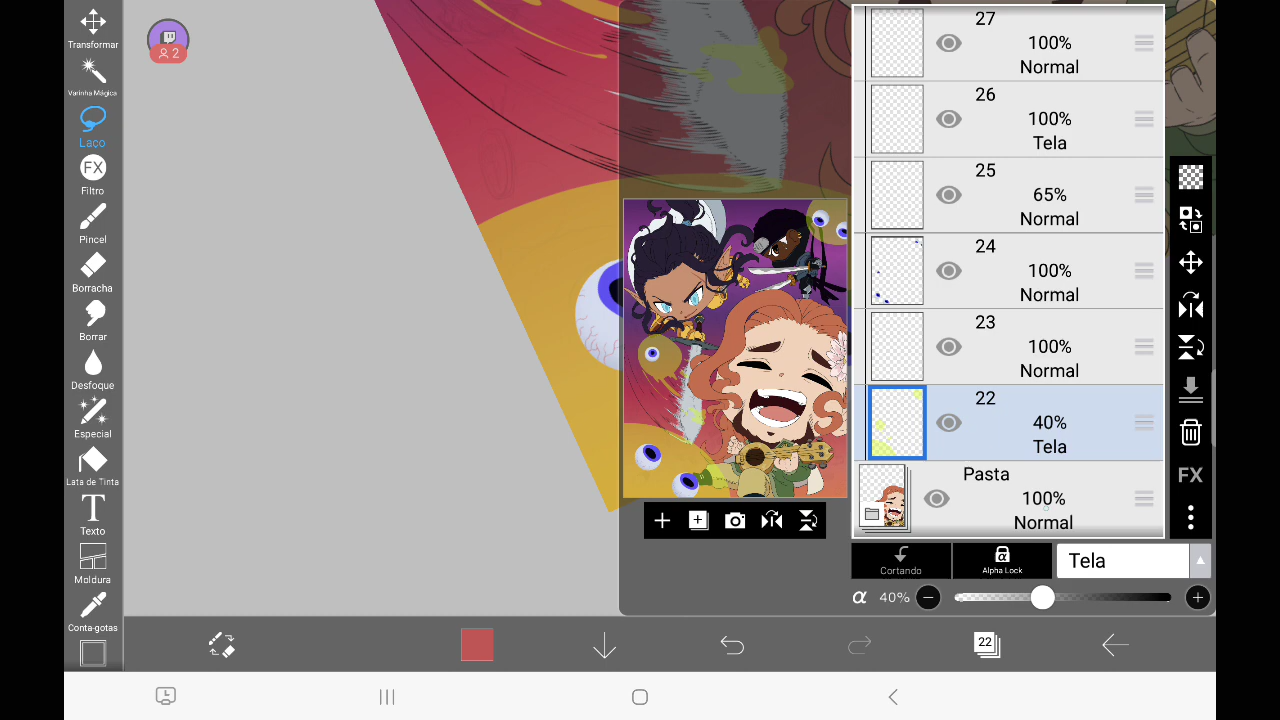 Transformar
Varinha Mágica
Laço
FX
Filtro
Pincel
Borracha
Borrar
Desfoque
Especial
Lata de Tinta
T
Texto
Moldura
Conta-gotas
2
27
100%
Normal
26
100%
Tela
25
65%
Normal
24
100%
Normal
23
100%
Normal
22
40%
Tela
Pasta
100%
Normal
FX
Cortando
α
Alpha Lock
Tela
α 40%
22